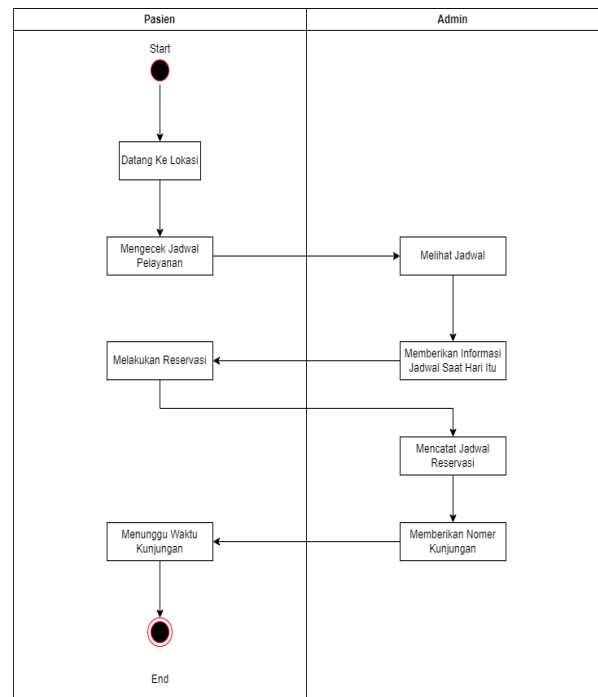 Pasien
Admin
Start
Datang Ke Lokasi
Mengecek Jadwal
Pelayanan
Melihat Jadwal
Melakukan Reservasi
Memberikan Informasi
Jadwal Saat Hari Itu
Mencatat Jadwal
Reservasi
Menunggu Waktu
Kunjungan
Memberikan Nomer
Kunjungan
End